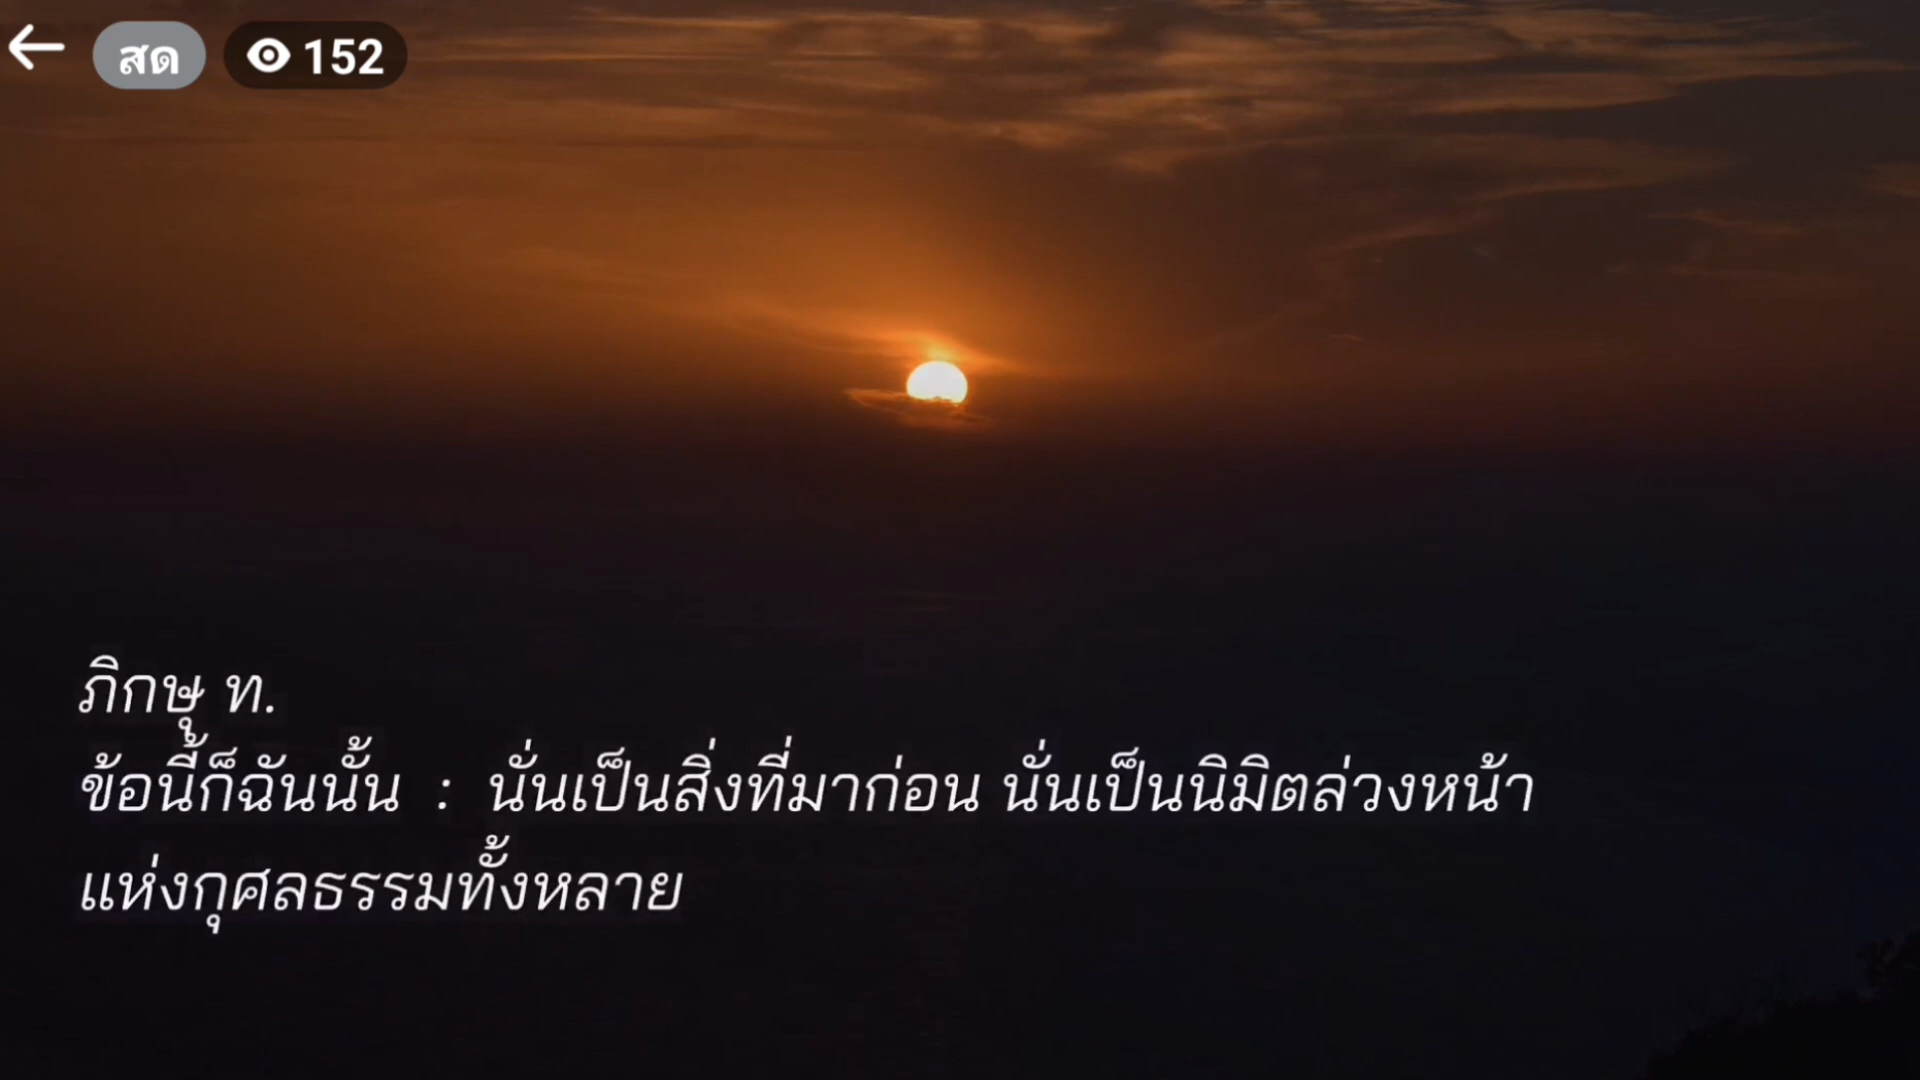 สด 152
ภิกษุ ท.
ข้อนี้ก็ฉันนั้น : นั่นเป็นสิ่งที่มาก่อน นั่นเป็นนิมิตล่วงหน้า
แห่งกุศลธรรมทั้งหลาย